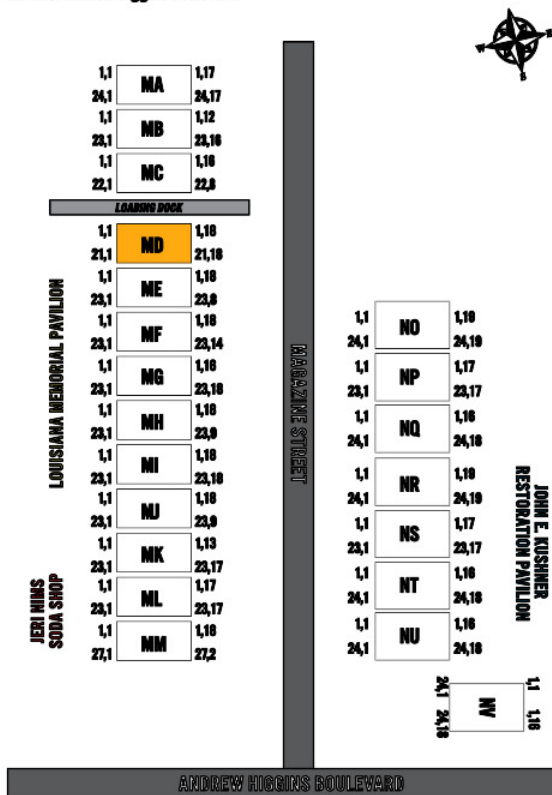 N
E
S
W
1,1 MA 1,17
24,1 24,17
1,1 MB 1,12
23,1 23,16
1,1 MC 1,16
22,1 22,8
LOADING DOCK
1,1 MD 1,18
21,1 21,18
1,1 ME 1,18
23,1 23,8
1,1 MF 1,18
23,1 23,14
1,1 MG 1,16
23,1 23,18
1,1 MH 1,18
23,1 23,9
1,1 MI 1,18
23,1 23,18
1,1 MJ 1,18
23,1 23,9
1,1 MK 1,13
23,1 23,17
1,1 ML 1,17
23,1 23,17
1,1 MM 1,18
27,1 27,2
LOUISIANA MEMORIAL PAVILION
JERI NIMS
SODA SHOP
MAGAZINE STREET
1,1 NO 1,19
24,1 24,19
1,1 NP 1,17
23,1 23,17
1,1 NQ 1,16
24,1 24,18
1,1 NR 1,19
24,1 24,19
1,1 NS 1,17
23,1 23,17
1,1 NT 1,16
24,1 24,18
1,1 NU 1,16
24,1 24,18
JOHN E. KUSHNER
RESTORATION PAVILION
1,1 NV 1,16
24,1 24,18
ANDREW HIGGINS BOULEVARD